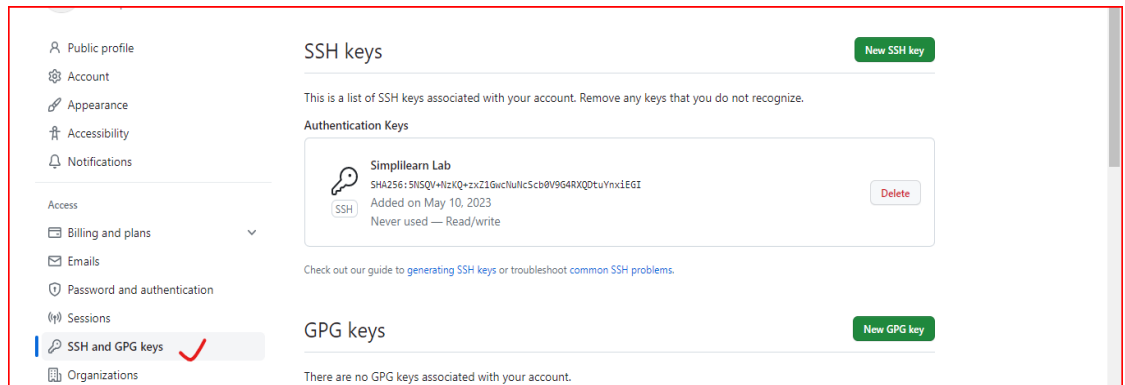 Public profile
Account
Appearance
Accessibility
Notifications
Access
Billing and plans
Emails
Password and authentication
Sessions
SSH and GPG keys
Organizations
SSH keys
New SSH key
This is a list of SSH keys associated with your account. Remove any keys that you do not recognize.
Authentication Keys
Simplilearn Lab
SHA256:5NSQV+NzKQ+zxZ1GwcNuNcScb0V9G4RXQDtuYnxiEGI
SSH
Added on May 10, 2023
Never used — Read/write
Delete
Check out our guide to generating SSH keys or troubleshoot common SSH problems.
GPG keys
New GPG key
There are no GPG keys associated with your account.